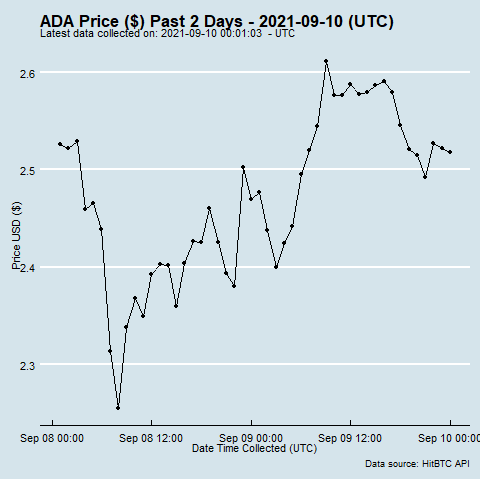 ADA Price ($) Past 2 Days - 2021-09-10 (UTC)
Latest data collected on: 2021-09-10 00:01:03  - UTC
2.6
2.5
2.4
2.3
Price USD ($)
Sep 08 00:00 Sep 08 12:00 Sep 09 00:00 Sep 09 12:00 Sep 10 00:00
Date Time Collected (UTC)
Data source: HitBTC API